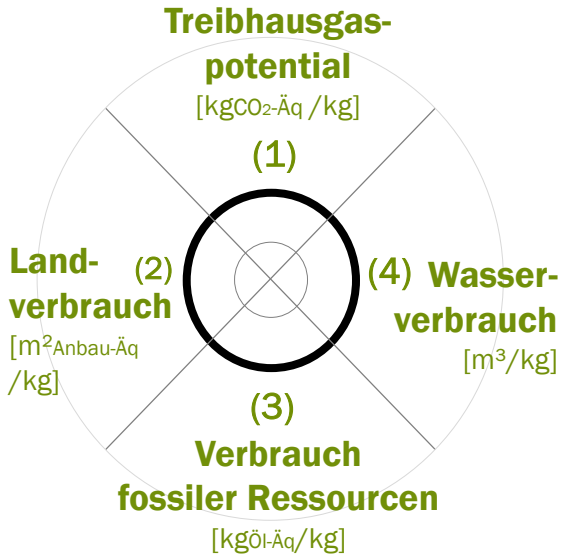 Treibhausgas-
potential
[kgCO₂-Äq /kg]
(1)
Land-
verbrauch
[m²Anbau-Äq
/kg]
(2)
(4)
Wasser-
verbrauch
[m³/kg]
(3)
Verbrauch
fossiler Ressourcen
[kgÖl-Äq/kg]